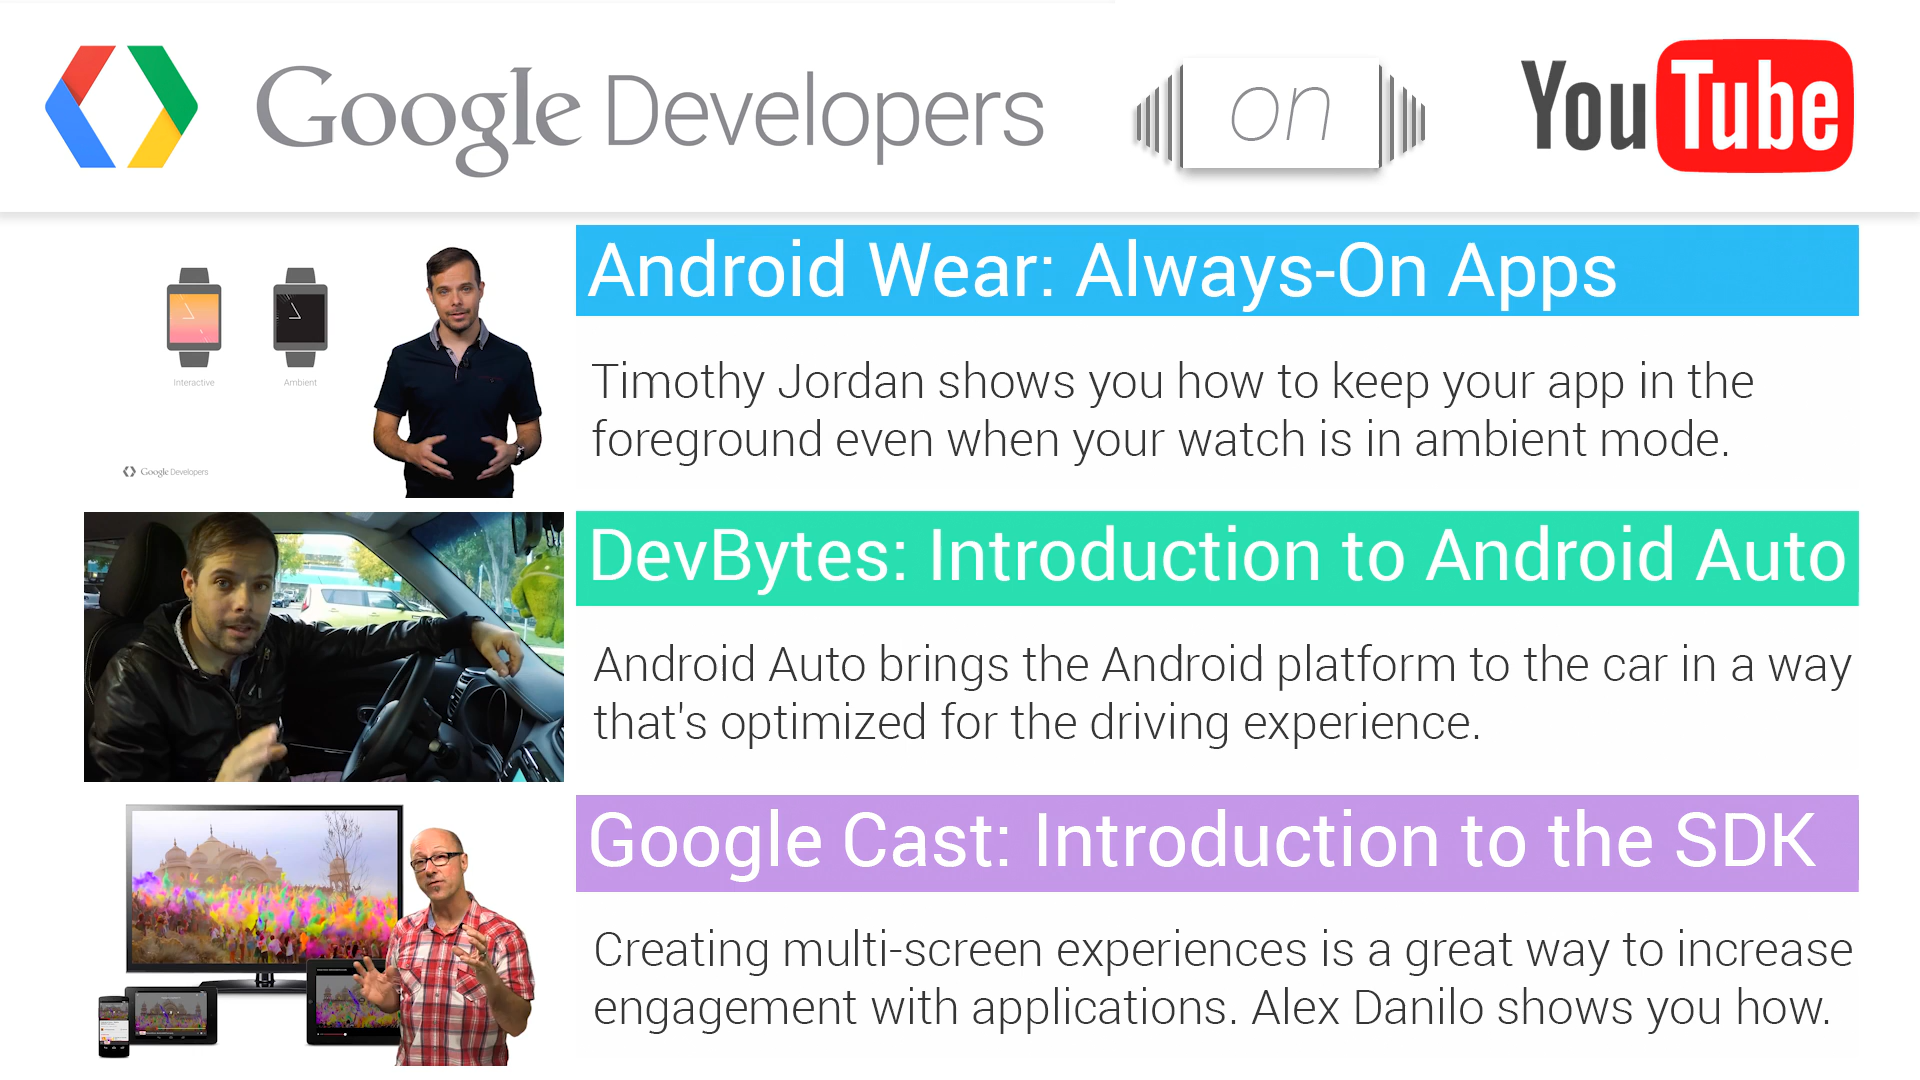 Google Developers on YouTube
Android Wear: Always-On Apps
Interactive Ambient
Timothy Jordan shows you how to keep your app in the
foreground even when your watch is in ambient mode.
Google Developers
DevBytes: Introduction to Android Auto
Android Auto brings the Android platform to the car in a way
that's optimized for the driving experience.
Google Cast: Introduction to the SDK
Creating multi-screen experiences is a great way to increase
engagement with applications. Alex Danilo shows you how.